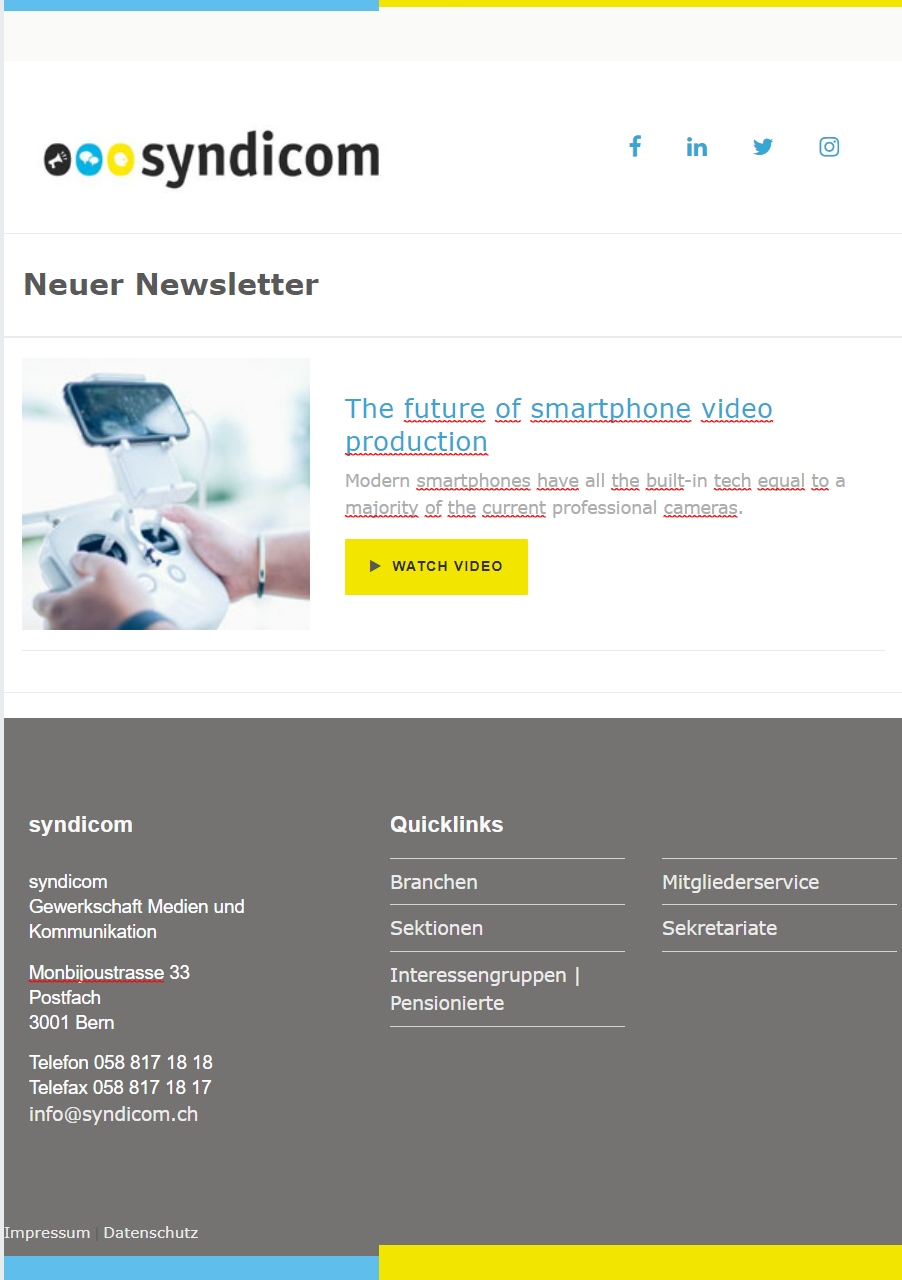 syndicom
Neuer Newsletter
The future of smartphone video
production
Modern smartphones have all the built-in tech equal to a
majority of the current professional cameras.
WATCH VIDEO
syndicom
syndicom
Gewerkschaft Medien und
Kommunikation
Monbijoustrasse 33
Postfach
3001 Bern
Telefon 058 817 18 18
Telefax 058 817 18 17
info@syndicom.ch
Quicklinks
Branchen
Sektionen
Interessengruppen |
Pensionierte
Mitgliederservice
Sekretariate
Impressum | Datenschutz